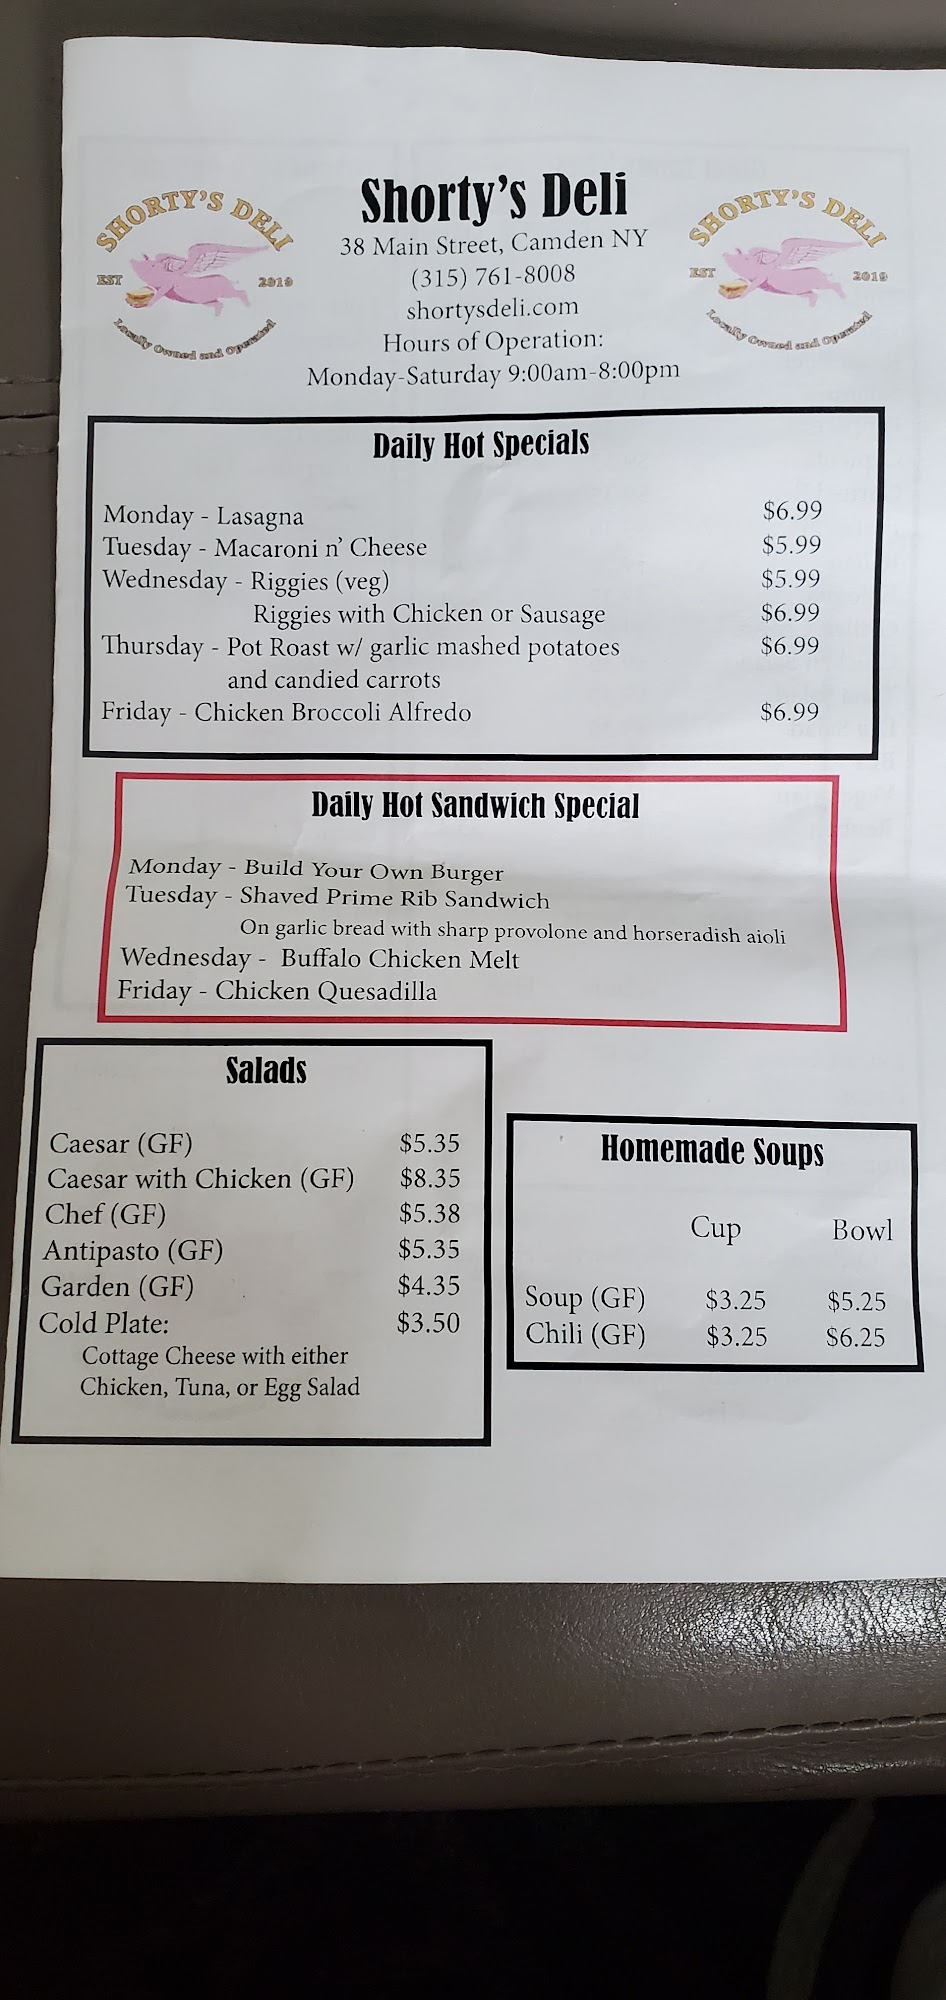 Shorty's Deli
38 Main Street, Camden NY
(315) 761-8008
shortysdeli.com
Hours of Operation:
Monday-Saturday 9:00am-8:00pm
SHORTY'S DELI
EST 2019
Locally Owned and Operated
SHORTY'S DELI
EST 2019
Locally Owned and Operated
Daily Hot Specials
Monday - Lasagna $6.99
Tuesday - Macaroni n' Cheese $5.99
Wednesday - Riggies (veg) $5.99
Riggies with Chicken or Sausage $6.99
Thursday - Pot Roast w/ garlic mashed potatoes $6.99
and candied carrots
Friday - Chicken Broccoli Alfredo $6.99
Daily Hot Sandwich Special
Monday - Build Your Own Burger
Tuesday - Shaved Prime Rib Sandwich
On garlic bread with sharp provolone and horseradish aioli
Wednesday - Buffalo Chicken Melt
Friday - Chicken Quesadilla
Salads
Caesar (GF) $5.35
Caesar with Chicken (GF) $8.35
Chef (GF) $5.38
Antipasto (GF) $5.35
Garden (GF) $4.35
Cold Plate: $3.50
Cottage Cheese with either
Chicken, Tuna, or Egg Salad
Homemade Soups
Cup Bowl
Soup (GF) $3.25 $5.25
Chili (GF) $3.25 $6.25